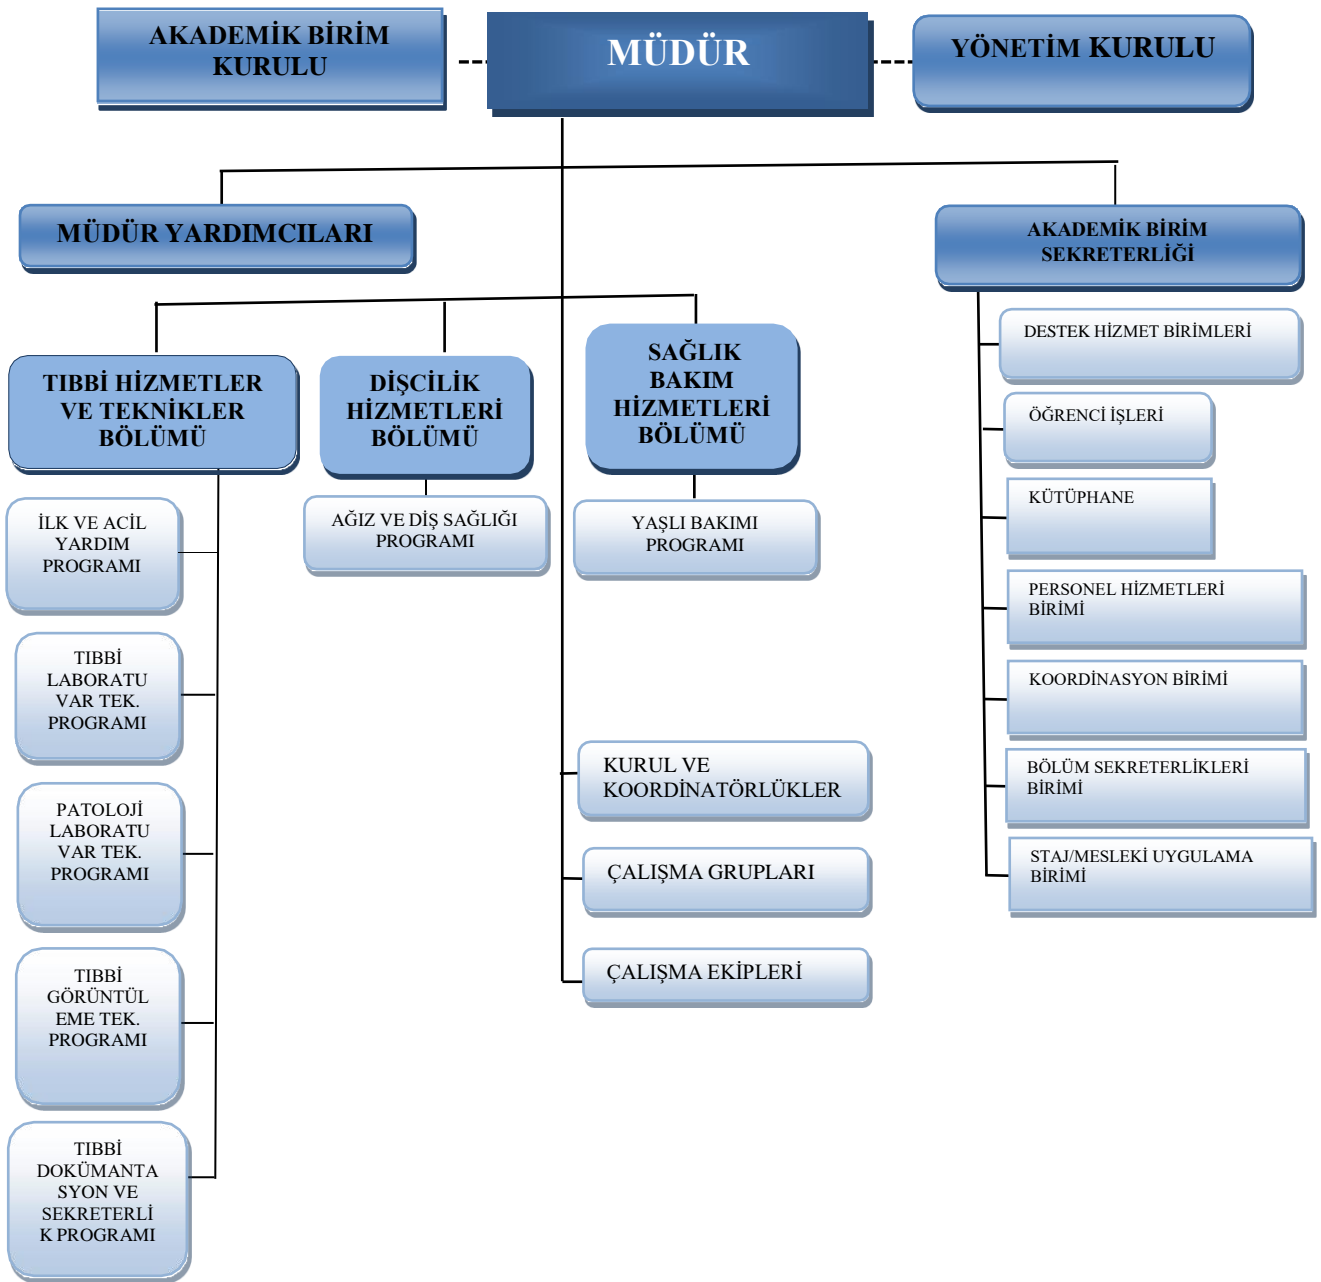 AKADEMİK BİRİM
KURULU
MÜDÜR
YÖNETİM KURULU
MÜDÜR YARDIMCILARI
AKADEMİK BİRİM
SEKRETERLİĞİ
TIBBİ HİZMETLER
VE TEKNİKLER
BÖLÜMÜ
DİŞCİLİK
HİZMETLERİ
BÖLÜMÜ
SAĞLIK
BAKIM
HİZMETLERİ
BÖLÜMÜ
İLK VE ACİL
YARDIM
PROGRAMI
TIBBİ
LABORATU
VAR TEK.
PROGRAMI
PATOLOJİ
LABORATU
VAR TEK.
PROGRAMI
TIBBİ
GÖRÜNTÜL
EME TEK.
PROGRAMI
TIBBİ
DOKÜMANTA
SYON VE
SEKRETERLİ
K PROGRAMI
AĞIZ VE DİŞ SAĞLIĞI
PROGRAMI
YAŞLI BAKIMI
PROGRAMI
KURUL VE
KOORDİNATÖRLÜKLER
ÇALIŞMA GRUPLARI
ÇALIŞMA EKİPLERİ
DESTEK HİZMET BİRİMLERİ
ÖĞRENCİ İŞLERİ
KÜTÜPHANE
PERSONEL HİZMETLERİ
BİRİMİ
KOORDİNASYON BİRİMİ
BÖLÜM SEKRETERLİKLERİ
BİRİMİ
STAJ/MESLEKİ UYGULAMA
BİRİMİ